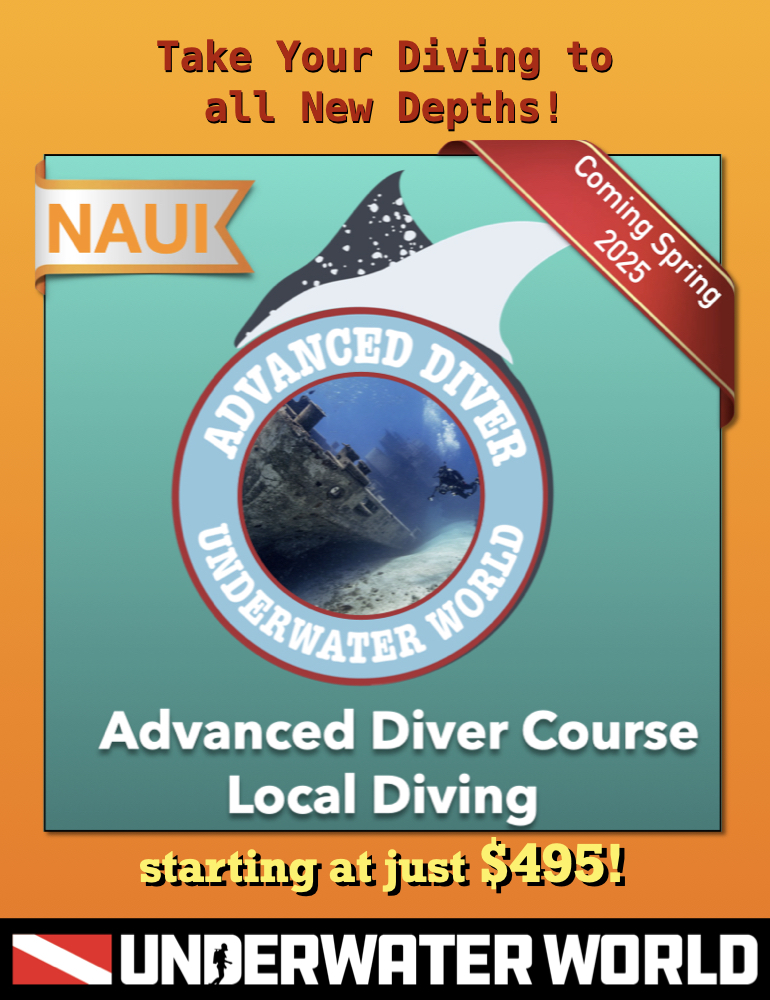 Take Your Diving to
all New Depths!
NAUI
Coming Spring
2025
ADVANCED DIVER
UNDERWATER WORLD
Advanced Diver Course
Local Diving
starting at just $495!
UNDERWATER WORLD